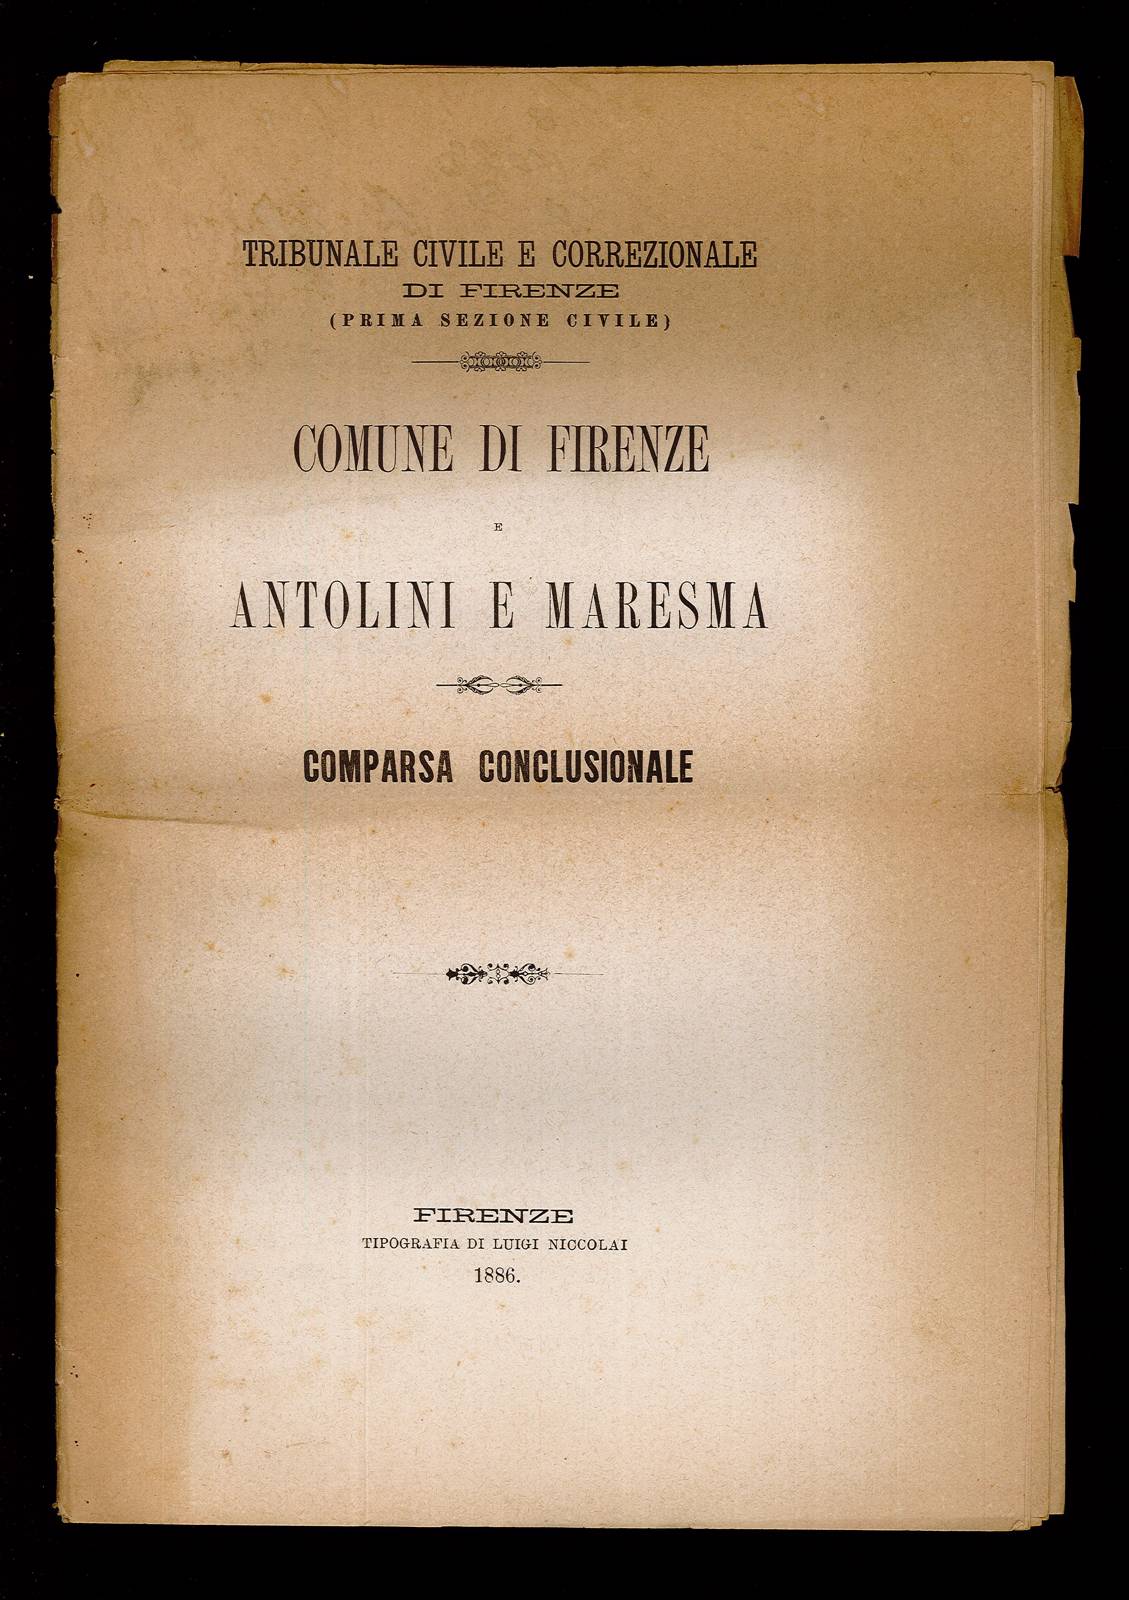 TRIBUNALE CIVILE E CORREZIONALE
DI FIRENZE
(PRIMA SEZIONE CIVILE)
COMUNE DI FIRENZE
E
ANTOLINI E MARESMA
COMPARSA CONCLUSIONALE
FIRENZE
TIPOGRAFIA DI LUIGI NICCOLAI
1886.